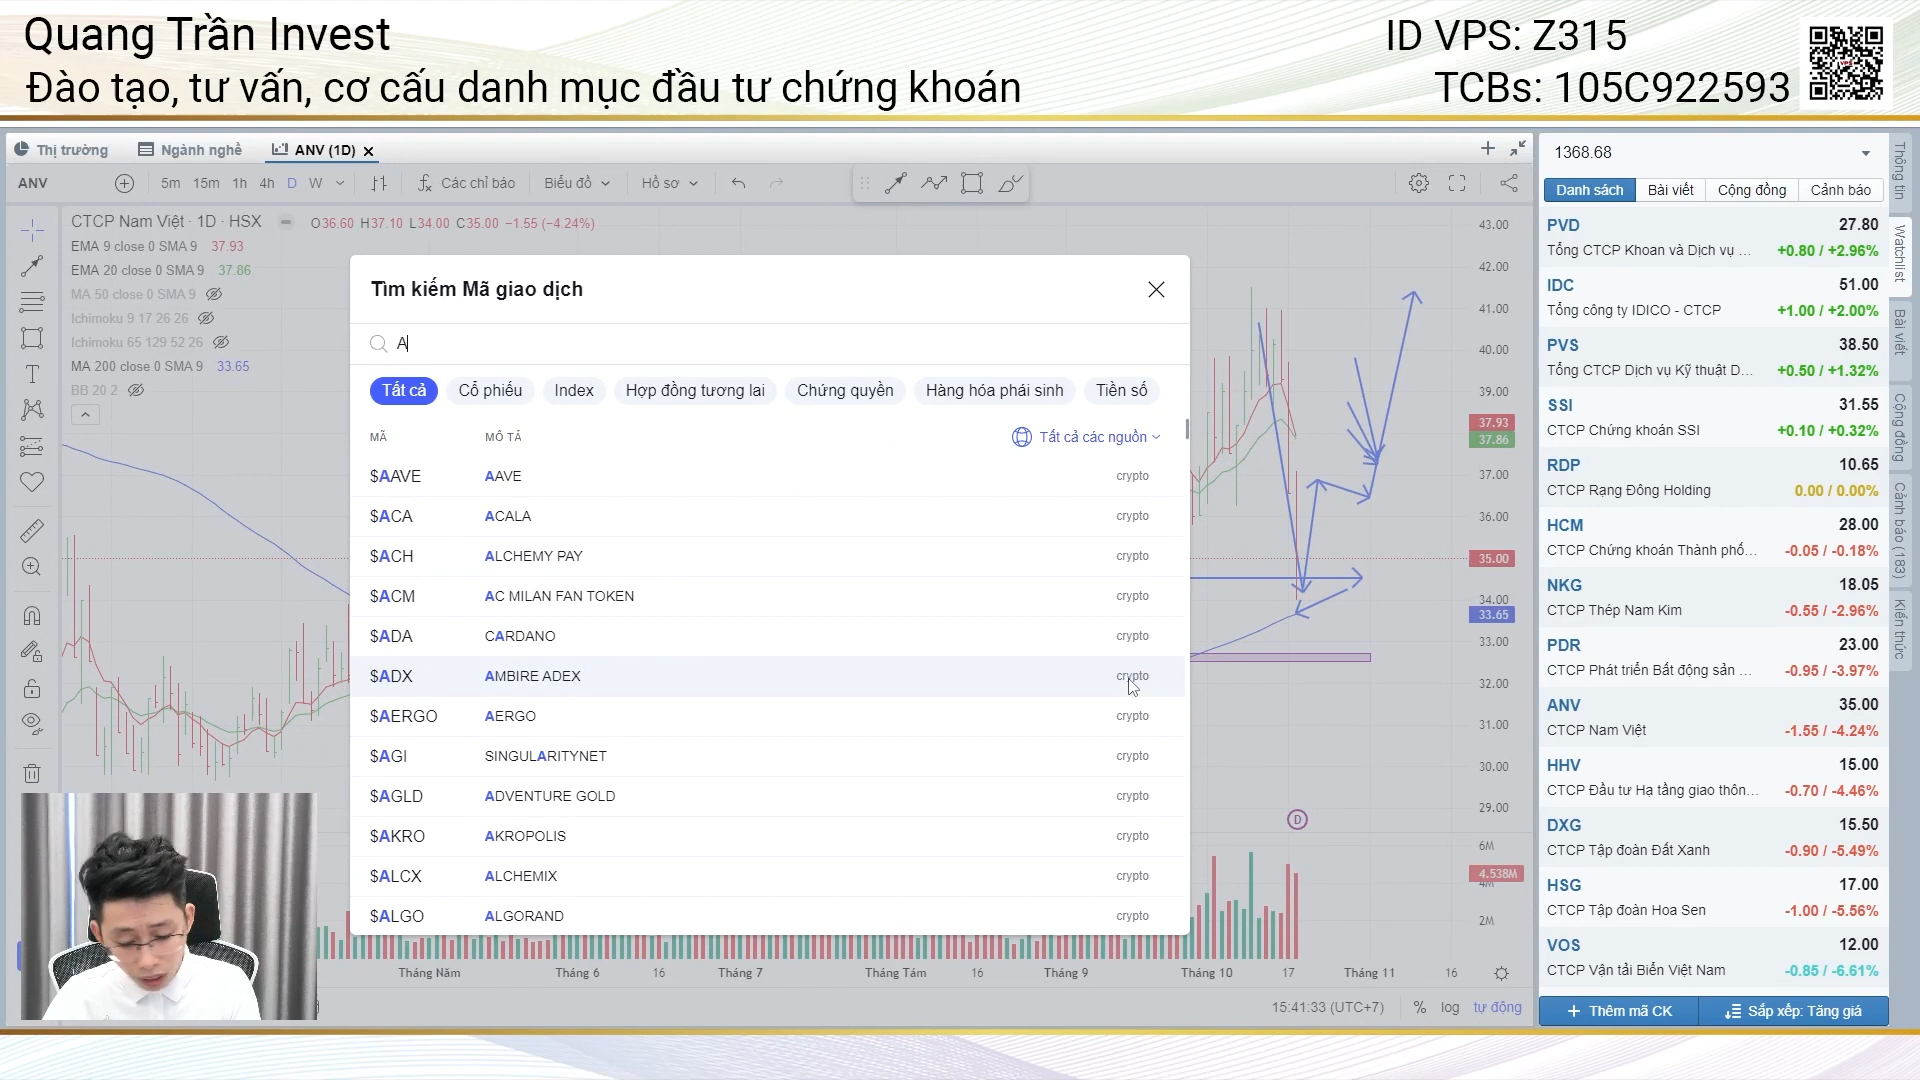 Quang Trần Invest
Đào tạo, tư vấn, cơ cấu danh mục đầu tư chứng khoán
ID VPS: Z315
TCBs: 105C922593
Thị trường
Ngành nghề
ANV (1D)
ANV
5m 15m 1h 4h D W
Các chỉ báo
Biểu đồ
Hồ sơ
CTCP Nam Việt · 1D · HSX
O36.60 H37.10 L34.00 C35.00 −1.55 (−4.24%)
EMA 9 close 0 SMA 9 37.93
EMA 20 close 0 SMA 9 37.86
MA 50 close 0 SMA 9
Ichimoku 9 17 26 26
Ichimoku 65 129 52 26
MA 200 close 0 SMA 9 33.65
BB 20 2
Tìm kiếm Mã giao dịch
A
Tất cả
Cổ phiếu
Index
Hợp đồng tương lai
Chứng quyền
Hàng hóa phái sinh
Tiền số
MÃ
MÔ TẢ
Tất cả các nguồn
$AAVE AAVE crypto
$ACA ACALA crypto
$ACH ALCHEMY PAY crypto
$ACM AC MILAN FAN TOKEN crypto
$ADA CARDANO crypto
$ADX AMBIRE ADEX crypto
$AERGO AERGO crypto
$AGI SINGULARITYNET crypto
$AGLD ADVENTURE GOLD crypto
$AKRO AKROPOLIS crypto
$ALCX ALCHEMIX crypto
$ALGO ALGORAND crypto
43.00
42.00
41.00
40.00
39.00
37.93
37.86
37.00
36.00
35.00
34.00
33.65
33.00
32.00
31.00
30.00
29.00
D
6M
4.538M
4M
2M
Tháng Năm
Tháng 6
16
Tháng 7
Tháng Tám
16
Tháng 9
Tháng 10
17
Tháng 11
16
15:41:33 (UTC+7)
%
log
tự động
1368.68
Danh sách
Bài viết
Cộng đồng
Cảnh báo
PVD 27.80
Tổng CTCP Khoan và Dịch vụ ... +0.80 / +2.96%
IDC 51.00
Tổng công ty IDICO - CTCP +1.00 / +2.00%
PVS 38.50
Tổng CTCP Dịch vụ Kỹ thuật D... +0.50 / +1.32%
SSI 31.55
CTCP Chứng khoán SSI +0.10 / +0.32%
RDP 10.65
CTCP Rạng Đông Holding 0.00 / 0.00%
HCM 28.00
CTCP Chứng khoán Thành phố... -0.05 / -0.18%
NKG 18.05
CTCP Thép Nam Kim -0.55 / -2.96%
PDR 23.00
CTCP Phát triển Bất động sản ... -0.95 / -3.97%
ANV 35.00
CTCP Nam Việt -1.55 / -4.24%
HHV 15.00
CTCP Đầu tư Hạ tầng giao thôn... -0.70 / -4.46%
DXG 15.50
CTCP Tập đoàn Đất Xanh -0.90 / -5.49%
HSG 17.00
CTCP Tập đoàn Hoa Sen -1.00 / -5.56%
VOS 12.00
CTCP Vận tải Biển Việt Nam -0.85 / -6.61%
Thêm mã CK
Sắp xếp: Tăng giá
Thông tin
Watchlist
Bài viết
Cộng đồng
Cảnh báo (183)
Kiến thức